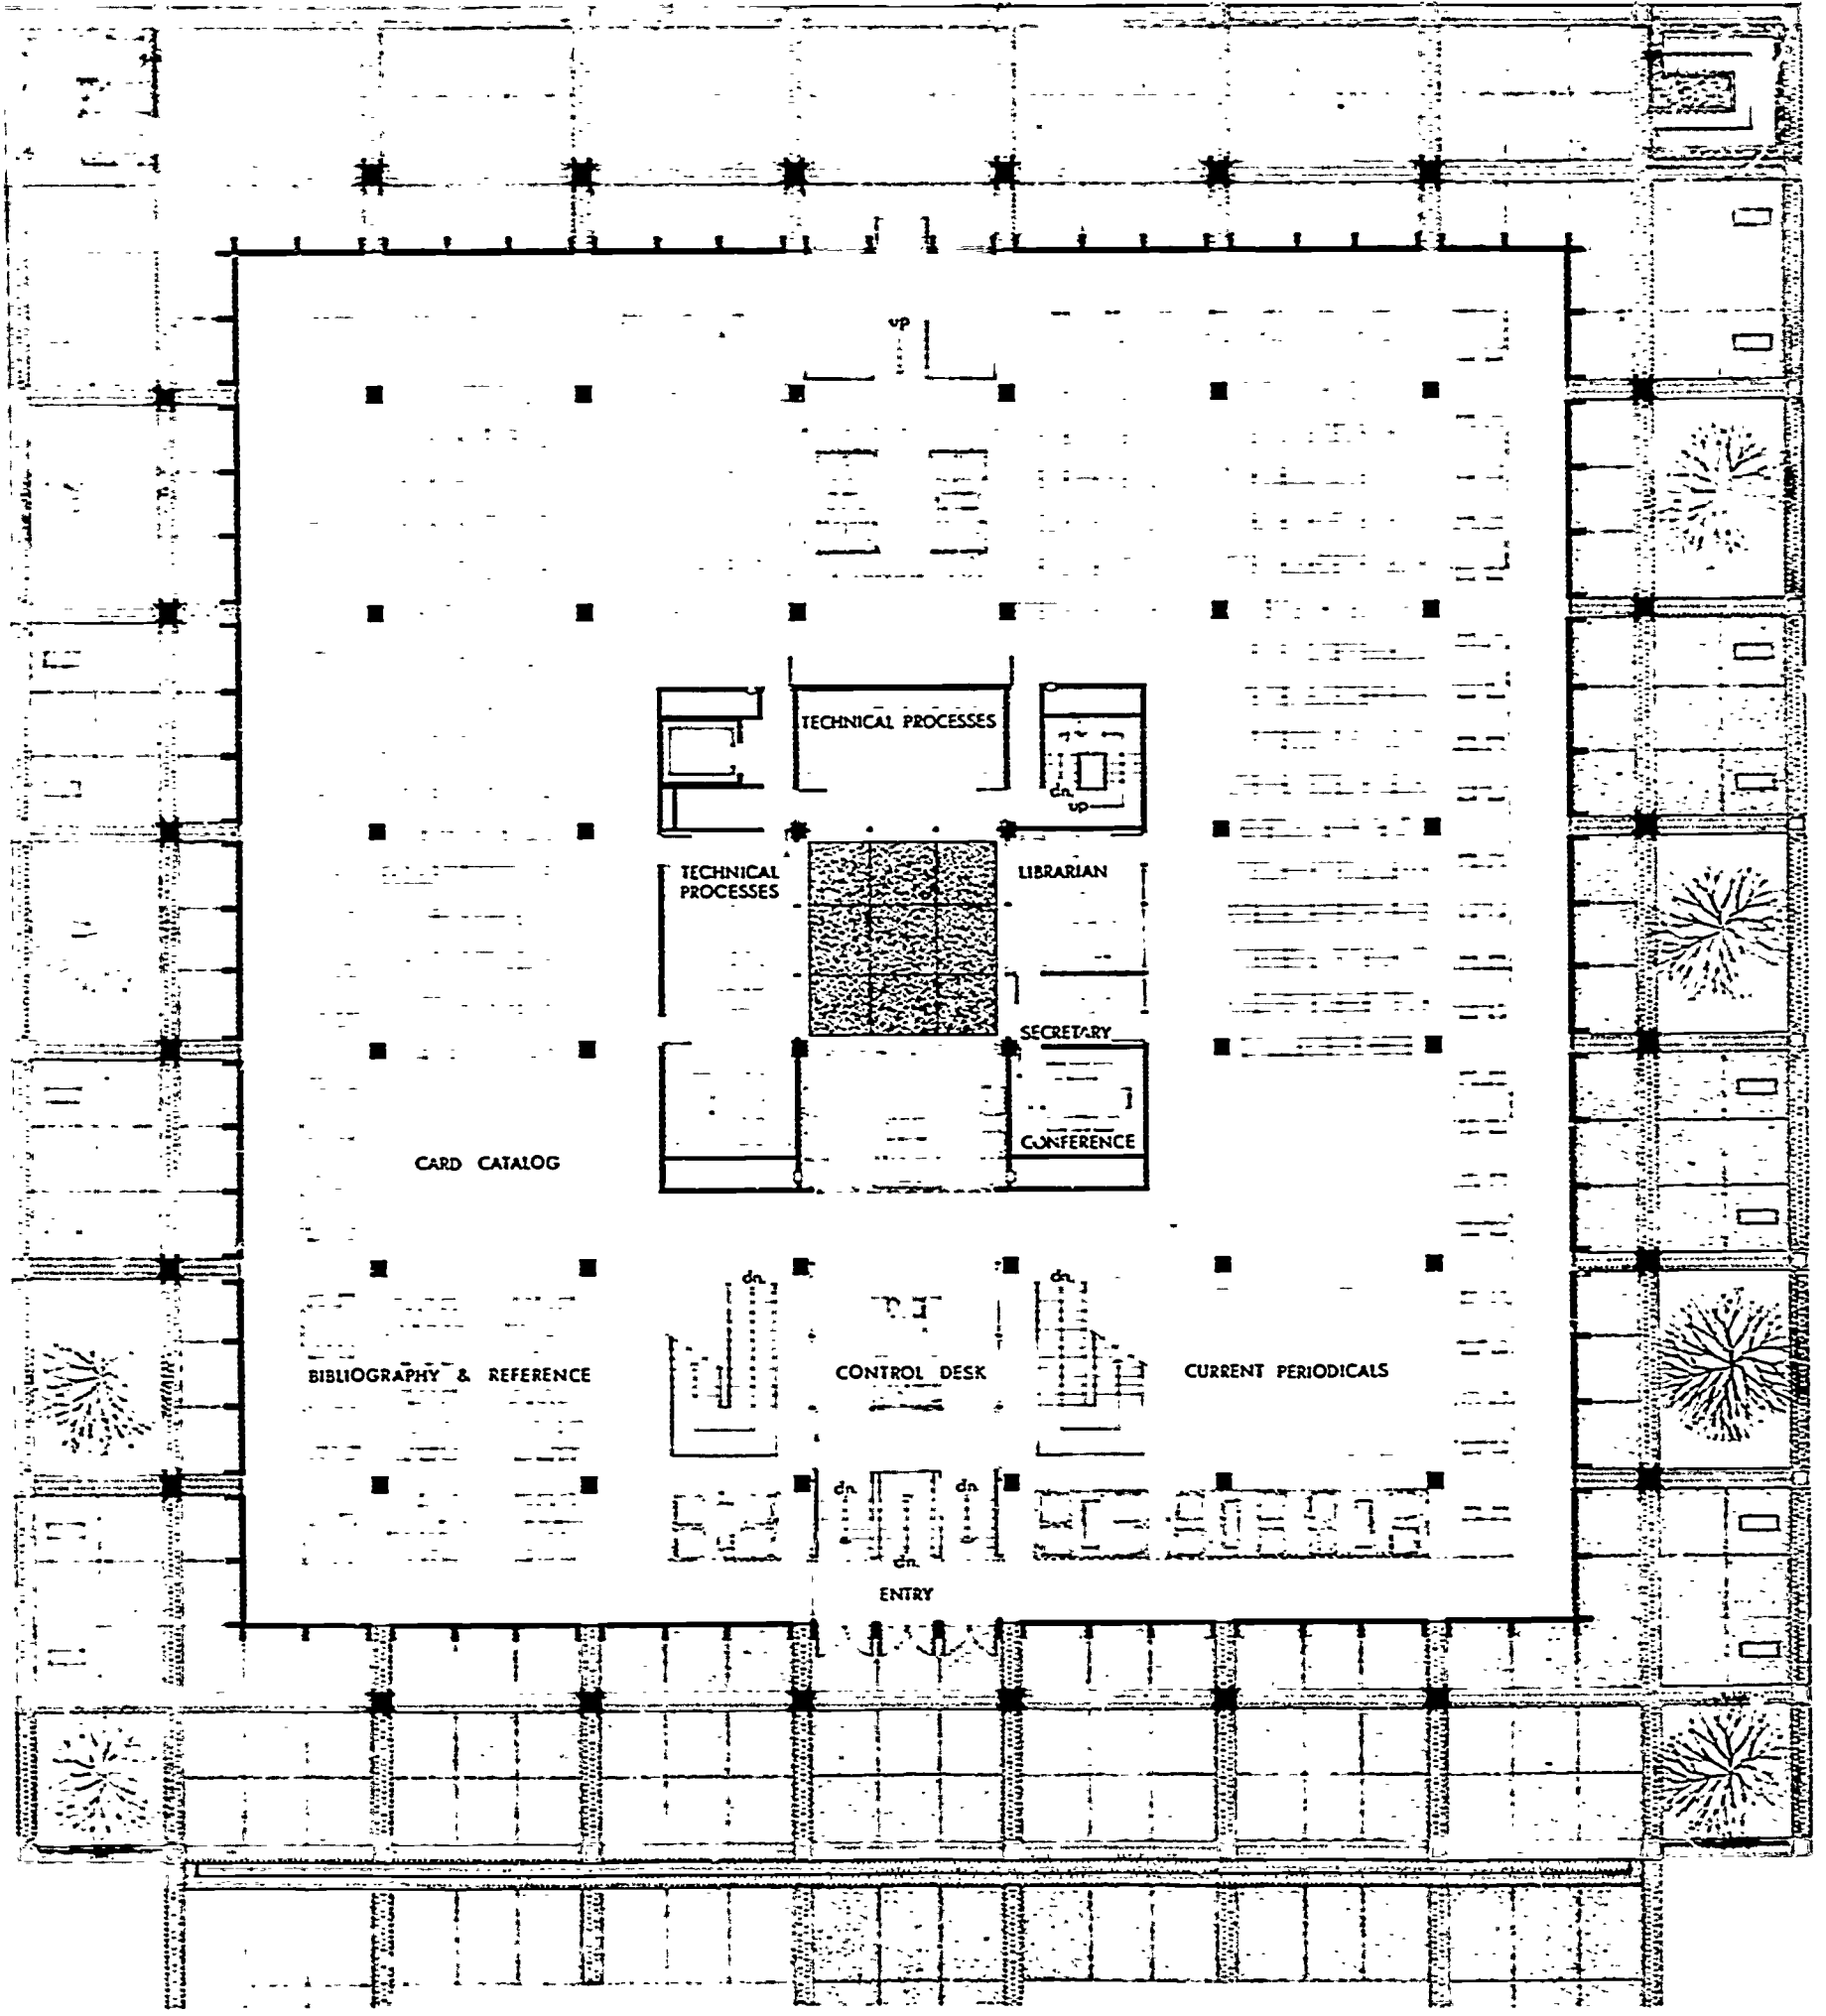 up
TECHNICAL PROCESSES
dn.
up
TECHNICAL
PROCESSES
LIBRARIAN
SECRETARY
CONFERENCE
CARD CATALOG
dn.
dn.
BIBLIOGRAPHY & REFERENCE
CONTROL DESK
CURRENT PERIODICALS
dn.
dn.
dn.
ENTRY